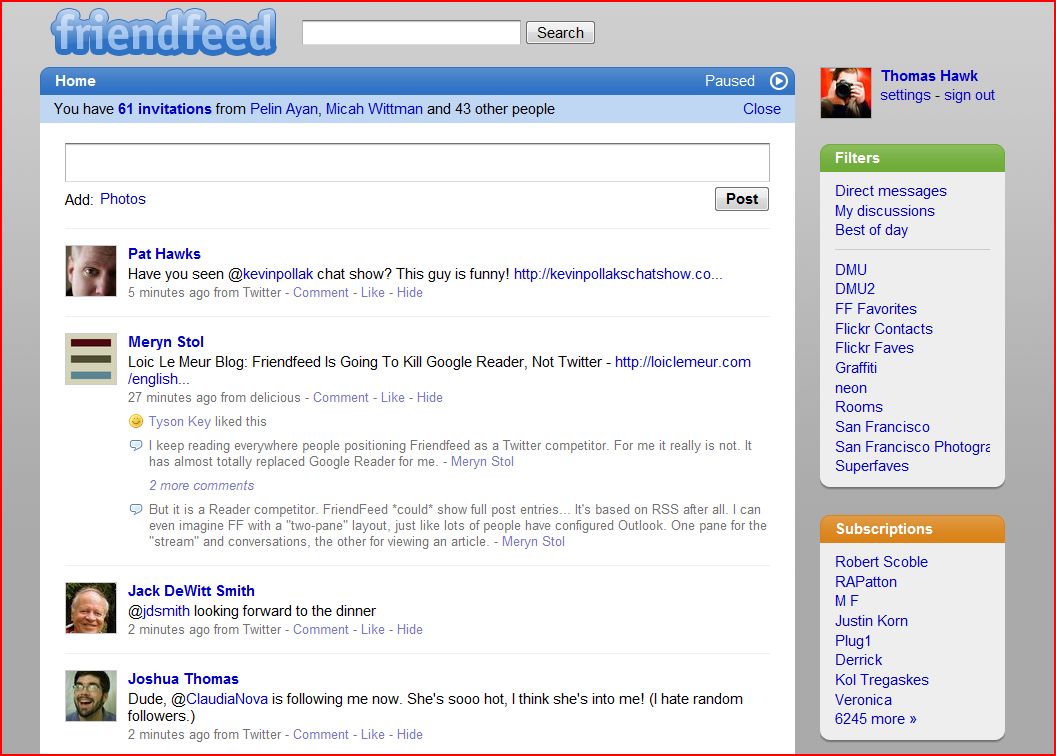 friendfeed
Search
Home
Paused
You have 61 invitations from Pelin Ayan, Micah Wittman and 43 other people
Close
Add: Photos
Post
Pat Hawks
Have you seen @kevinpollak chat show? This guy is funny! http://kevinpollakschatshow.co...
5 minutes ago from Twitter - Comment - Like - Hide
Meryn Stol
Loic Le Meur Blog: Friendfeed Is Going To Kill Google Reader, Not Twitter - http://loiclemeur.com
/english...
27 minutes ago from delicious - Comment - Like - Hide
Tyson Key liked this
I keep reading everywhere people positioning Friendfeed as a Twitter competitor. For me it really is not. It
has almost totally replaced Google Reader for me. - Meryn Stol
2 more comments
But it is a Reader competitor. FriendFeed *could* show full post entries... It's based on RSS after all. I can
even imagine FF with a "two-pane" layout, just like lots of people have configured Outlook. One pane for the
"stream" and conversations, the other for viewing an article. - Meryn Stol
Jack DeWitt Smith
@jdsmith looking forward to the dinner
2 minutes ago from Twitter - Comment - Like - Hide
Joshua Thomas
Dude, @ClaudiaNova is following me now. She's sooo hot, I think she's into me! (I hate random
followers.)
2 minutes ago from Twitter - Comment - Like - Hide
Thomas Hawk
settings - sign out
Filters
Direct messages
My discussions
Best of day
DMU
DMU2
FF Favorites
Flickr Contacts
Flickr Faves
Graffiti
neon
Rooms
San Francisco
San Francisco Photogra
Superfaves
Subscriptions
Robert Scoble
RAPatton
M F
Justin Korn
Plug1
Derrick
Kol Tregaskes
Veronica
6245 more »